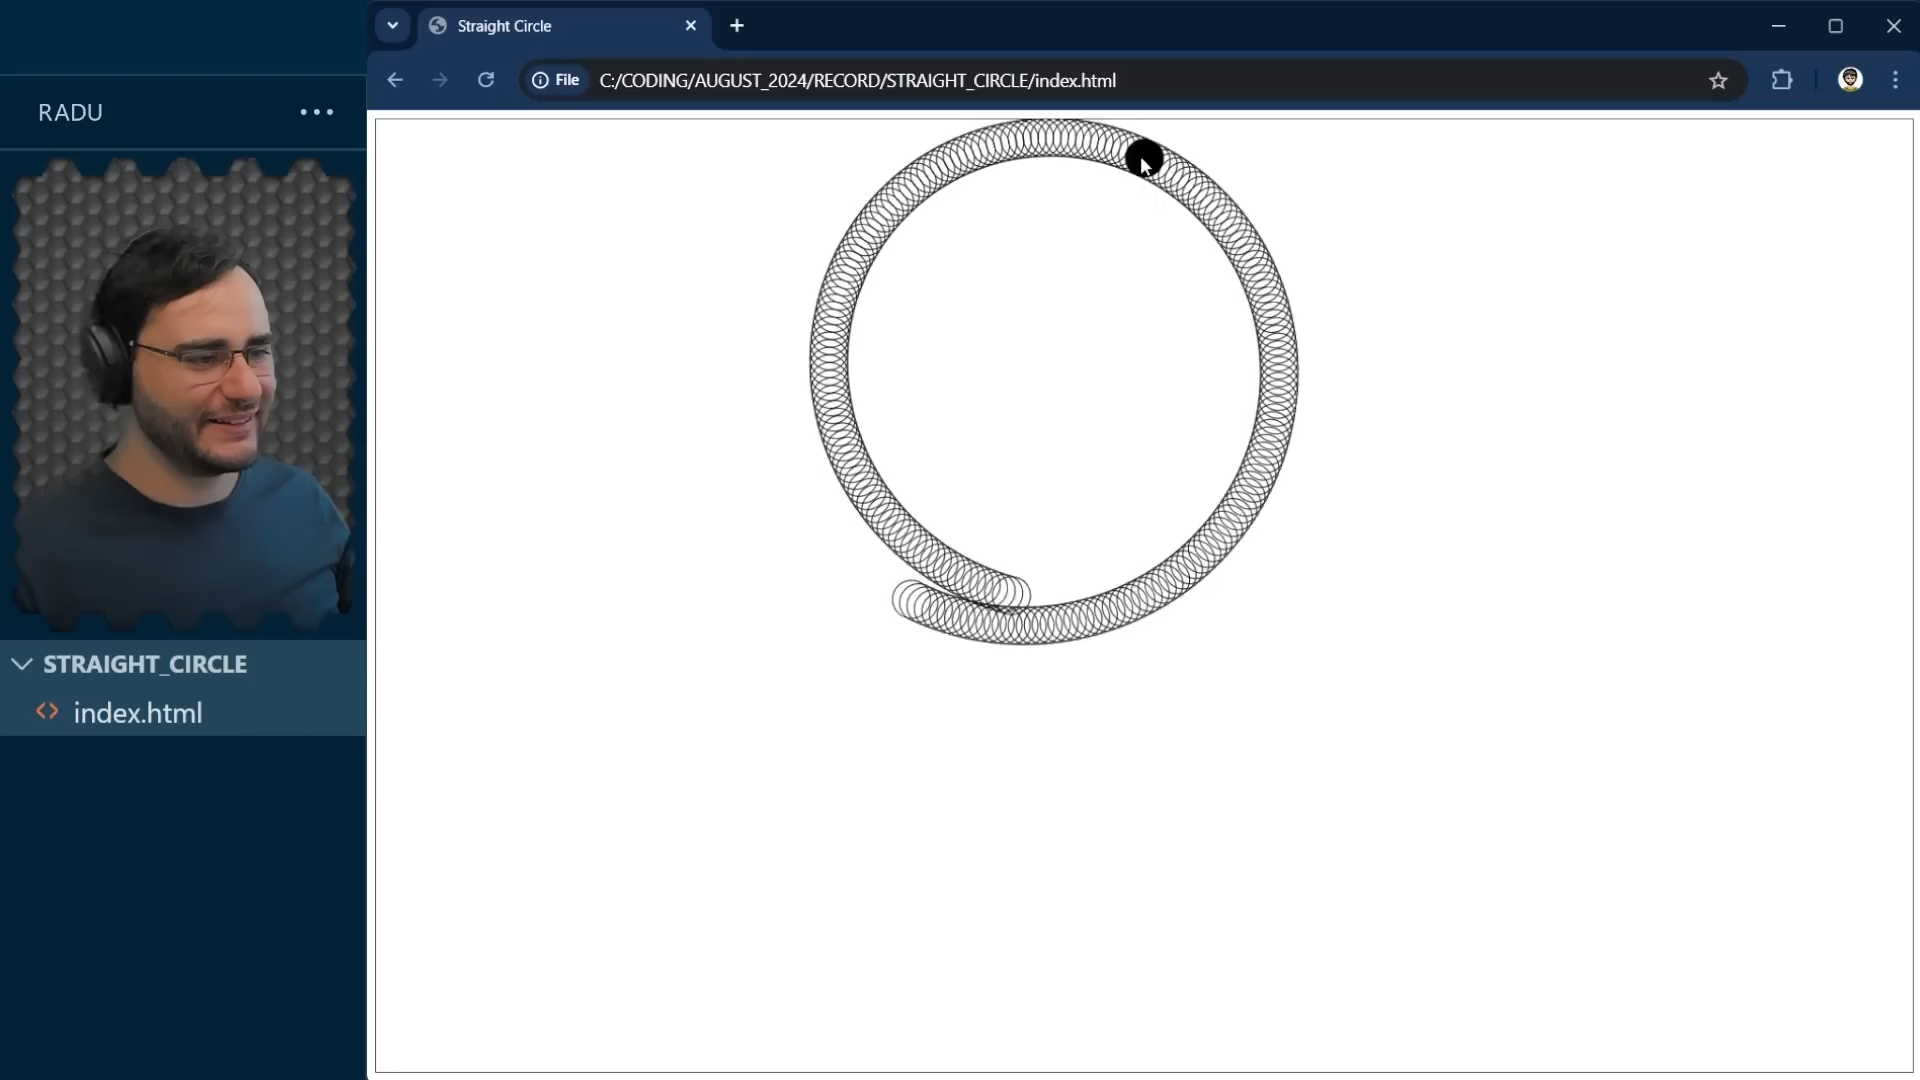 Straight Circle
File C:/CODING/AUGUST_2024/RECORD/STRAIGHT_CIRCLE/index.html
RADU
STRAIGHT_CIRCLE
index.html